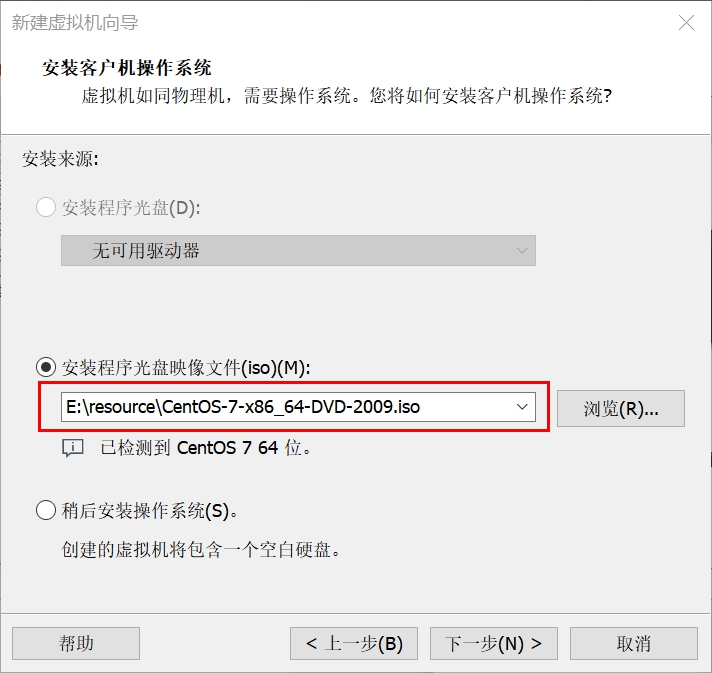 新建虚拟机向导
安装客户机操作系统
虚拟机如同物理机，需要操作系统。您将如何安装客户机操作系统?
安装来源:
安装程序光盘(D):
无可用驱动器
安装程序光盘映像文件(iso)(M):
E:\resource\CentOS-7-x86_64-DVD-2009.iso
浏览(R)...
已检测到 CentOS 7 64 位。
稍后安装操作系统(S)。
创建的虚拟机将包含一个空白硬盘。
帮助
< 上一步(B)
下一步(N) >
取消